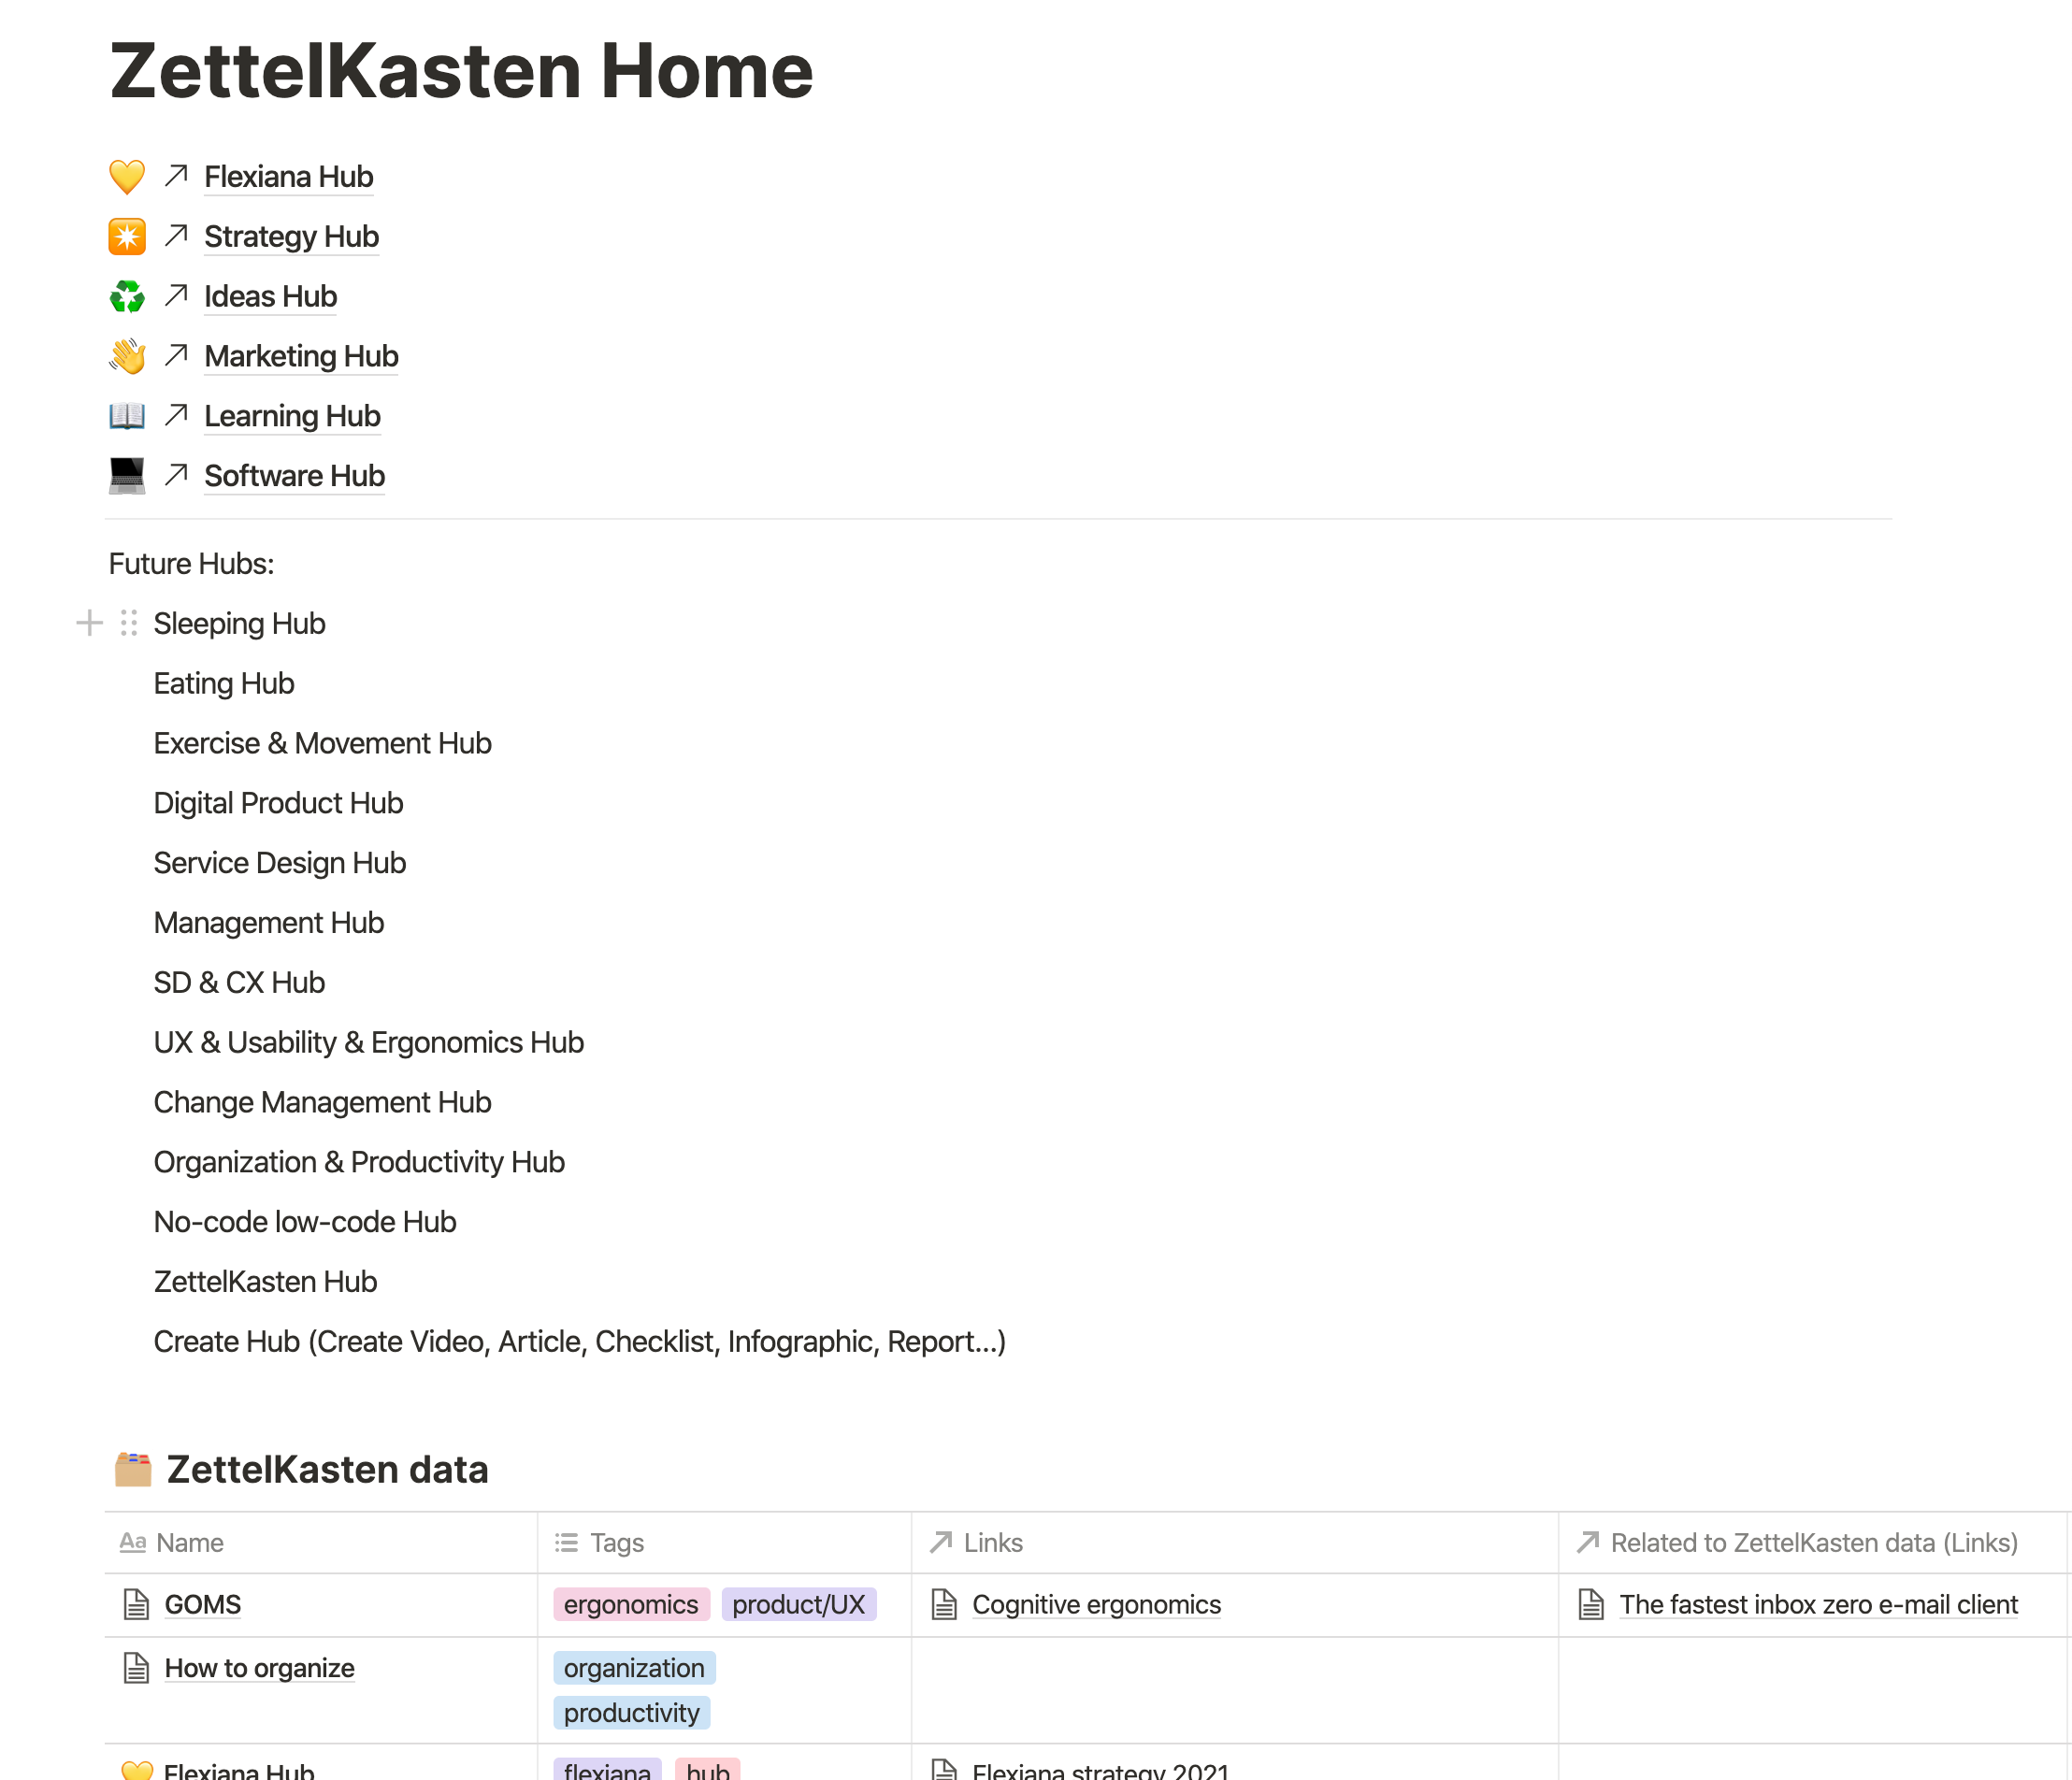 ZettelKasten Home
💛 ↗ Flexiana Hub
✴️ ↗ Strategy Hub
♻️ ↗ Ideas Hub
👋 ↗ Marketing Hub
📖 ↗ Learning Hub
💻 ↗ Software Hub
Future Hubs:
Sleeping Hub
Eating Hub
Exercise & Movement Hub
Digital Product Hub
Service Design Hub
Management Hub
SD & CX Hub
UX & Usability & Ergonomics Hub
Change Management Hub
Organization & Productivity Hub
No-code low-code Hub
ZettelKasten Hub
Create Hub (Create Video, Article, Checklist, Infographic, Report...)
🗂️ ZettelKasten data
Aa Name Tags ↗ Links ↗ Related to ZettelKasten data (Links)
GOMS ergonomics product/UX Cognitive ergonomics The fastest inbox zero e-mail client
How to organize organization
productivity
💛 Flexiana Hub flexiana hub Flexiana strategy 2021